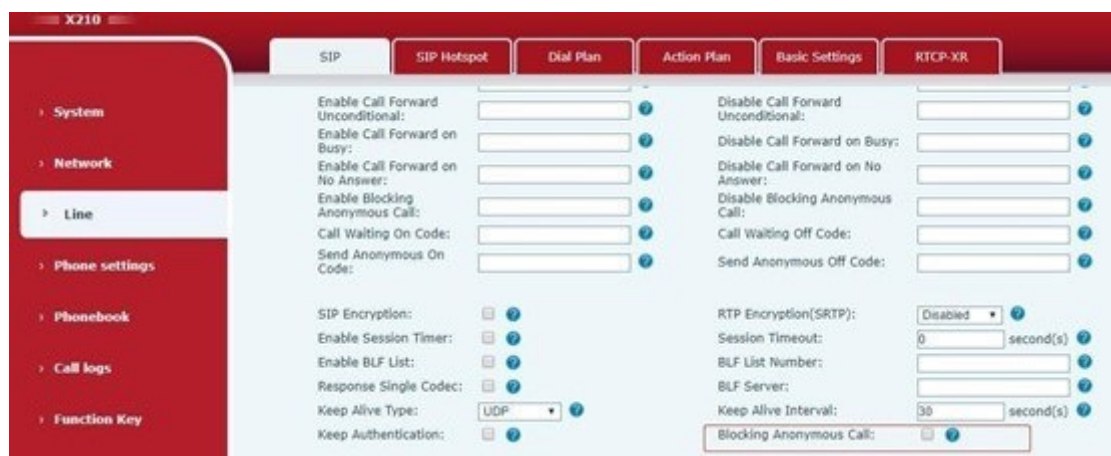 X210
SIP
SIP Hotspot
Dial Plan
Action Plan
Basic Settings
RTCP-XR
System
Network
Line
Phone settings
Phonebook
Call logs
Function Key
Enable Call Forward
Unconditional:
Disable Call Forward
Unconditional:
Enable Call Forward on
Busy:
Disable Call Forward on Busy:
Enable Call Forward on
No Answer:
Disable Call Forward on No
Answer:
Enable Blocking
Anonymous Call:
Disable Blocking Anonymous
Call:
Call Waiting On Code:
Call Waiting Off Code:
Send Anonymous On
Code:
Send Anonymous Off Code:
SIP Encryption:
RTP Encryption(SRTP): Disabled
Enable Session Timer:
Session Timeout: 0 second(s)
Enable BLF List:
BLF List Number:
Response Single Codec:
BLF Server:
Keep Alive Type: UDP
Keep Alive Interval: 30 second(s)
Keep Authentication:
Blocking Anonymous Call: